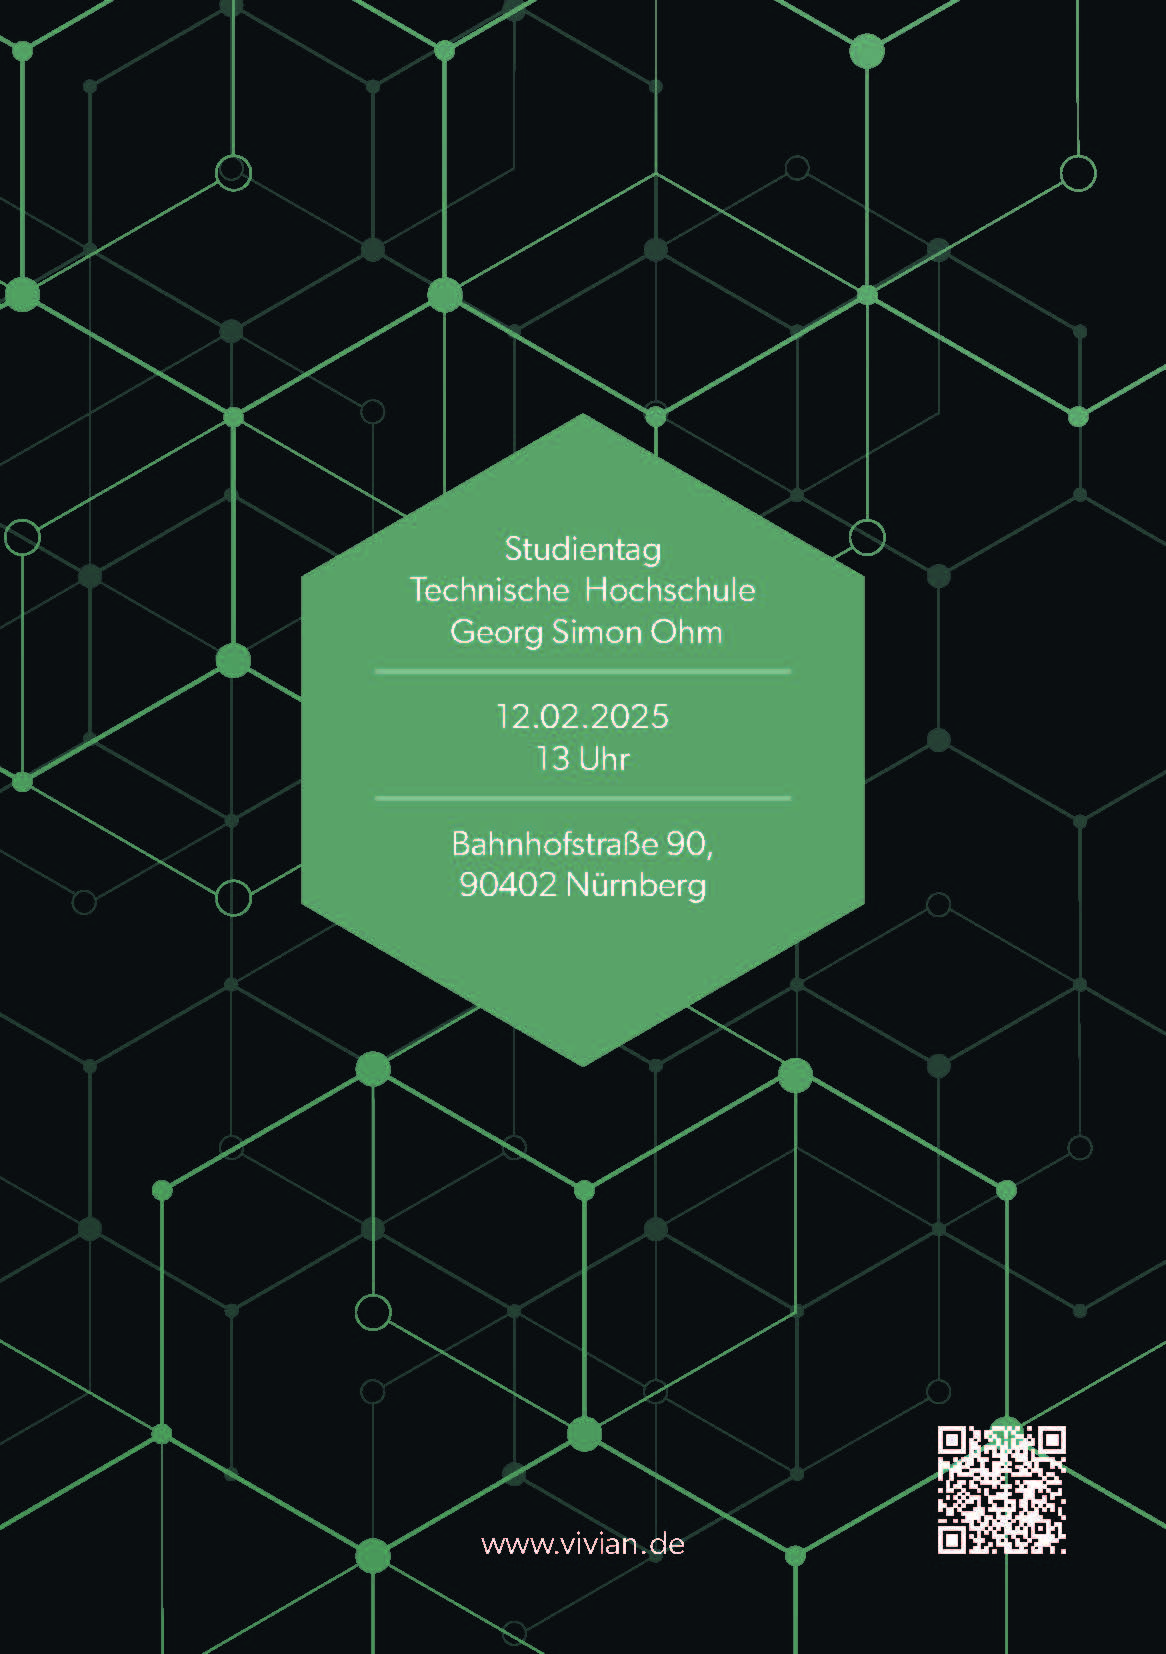 Studientag
Technische Hochschule
Georg Simon Ohm
12.02.2025
13 Uhr
Bahnhofstraße 90,
90402 Nürnberg
www.vivian.de